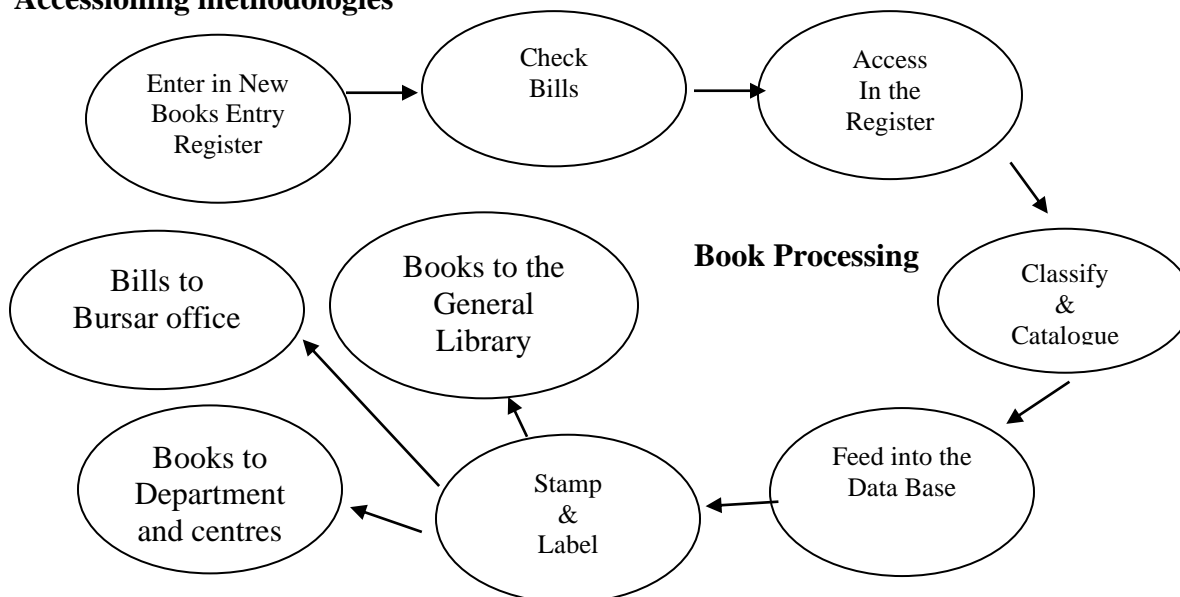 Accessioning methodologies
Enter in New
Books Entry
Register
Check
Bills
Access
In the
Register
Book Processing
Classify
&
Catalogue
Feed into the
Data Base
Stamp
&
Label
Books to the
General
Library
Bills to
Bursar office
Books to
Department
and centres